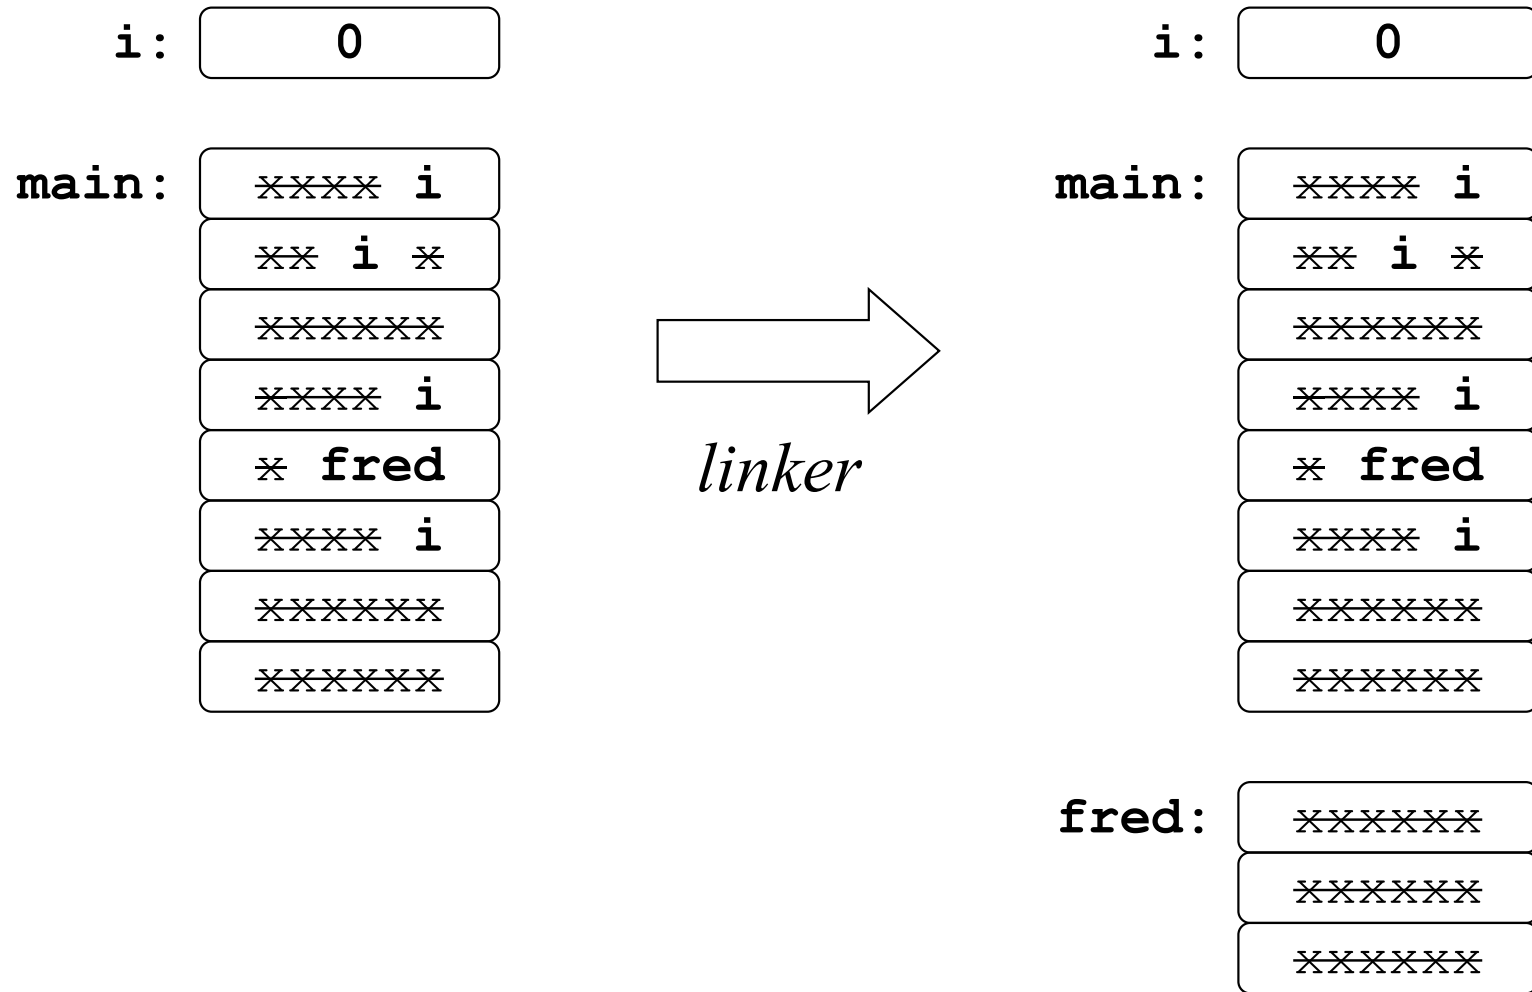 i: 0
main: xxxx i
xx i x
xxxxxx
xxxx i
x fred
xxxx i
xxxxxx
xxxxxx
linker
i: 0
main: xxxx i
xx i x
xxxxxx
xxxx i
x fred
xxxx i
xxxxxx
xxxxxx
fred: xxxxxx
xxxxxx
xxxxxx